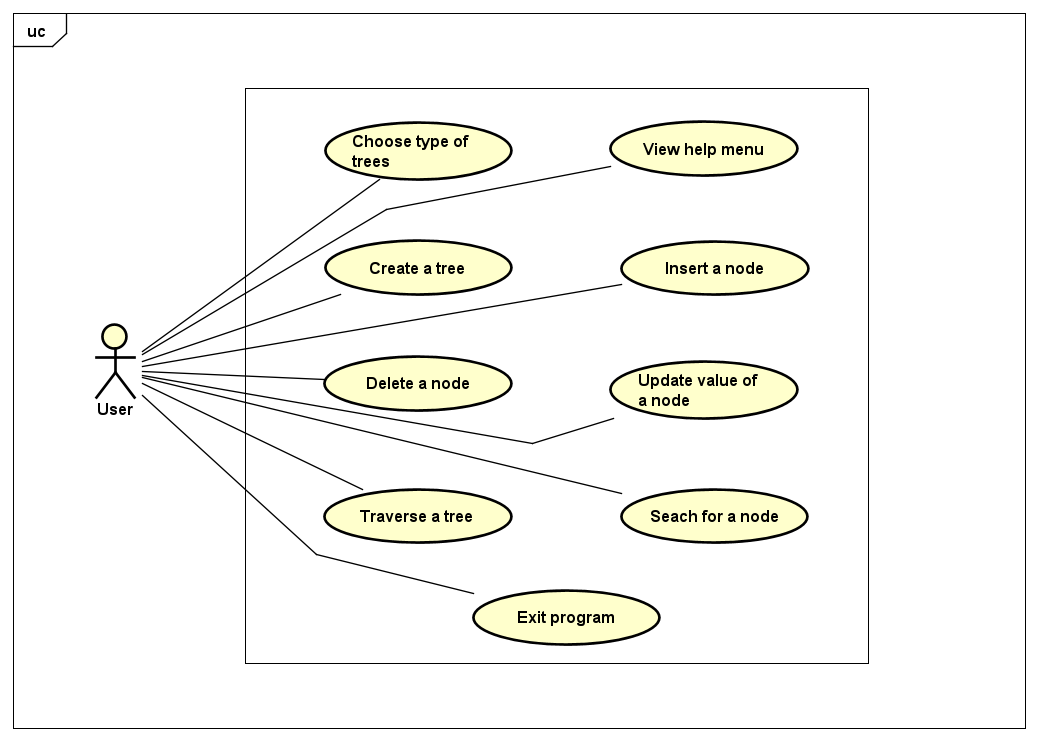 uc
Choose type of
trees
View help menu
Create a tree
Insert a node
User
Delete a node
Update value of
a node
Traverse a tree
Seach for a node
Exit program